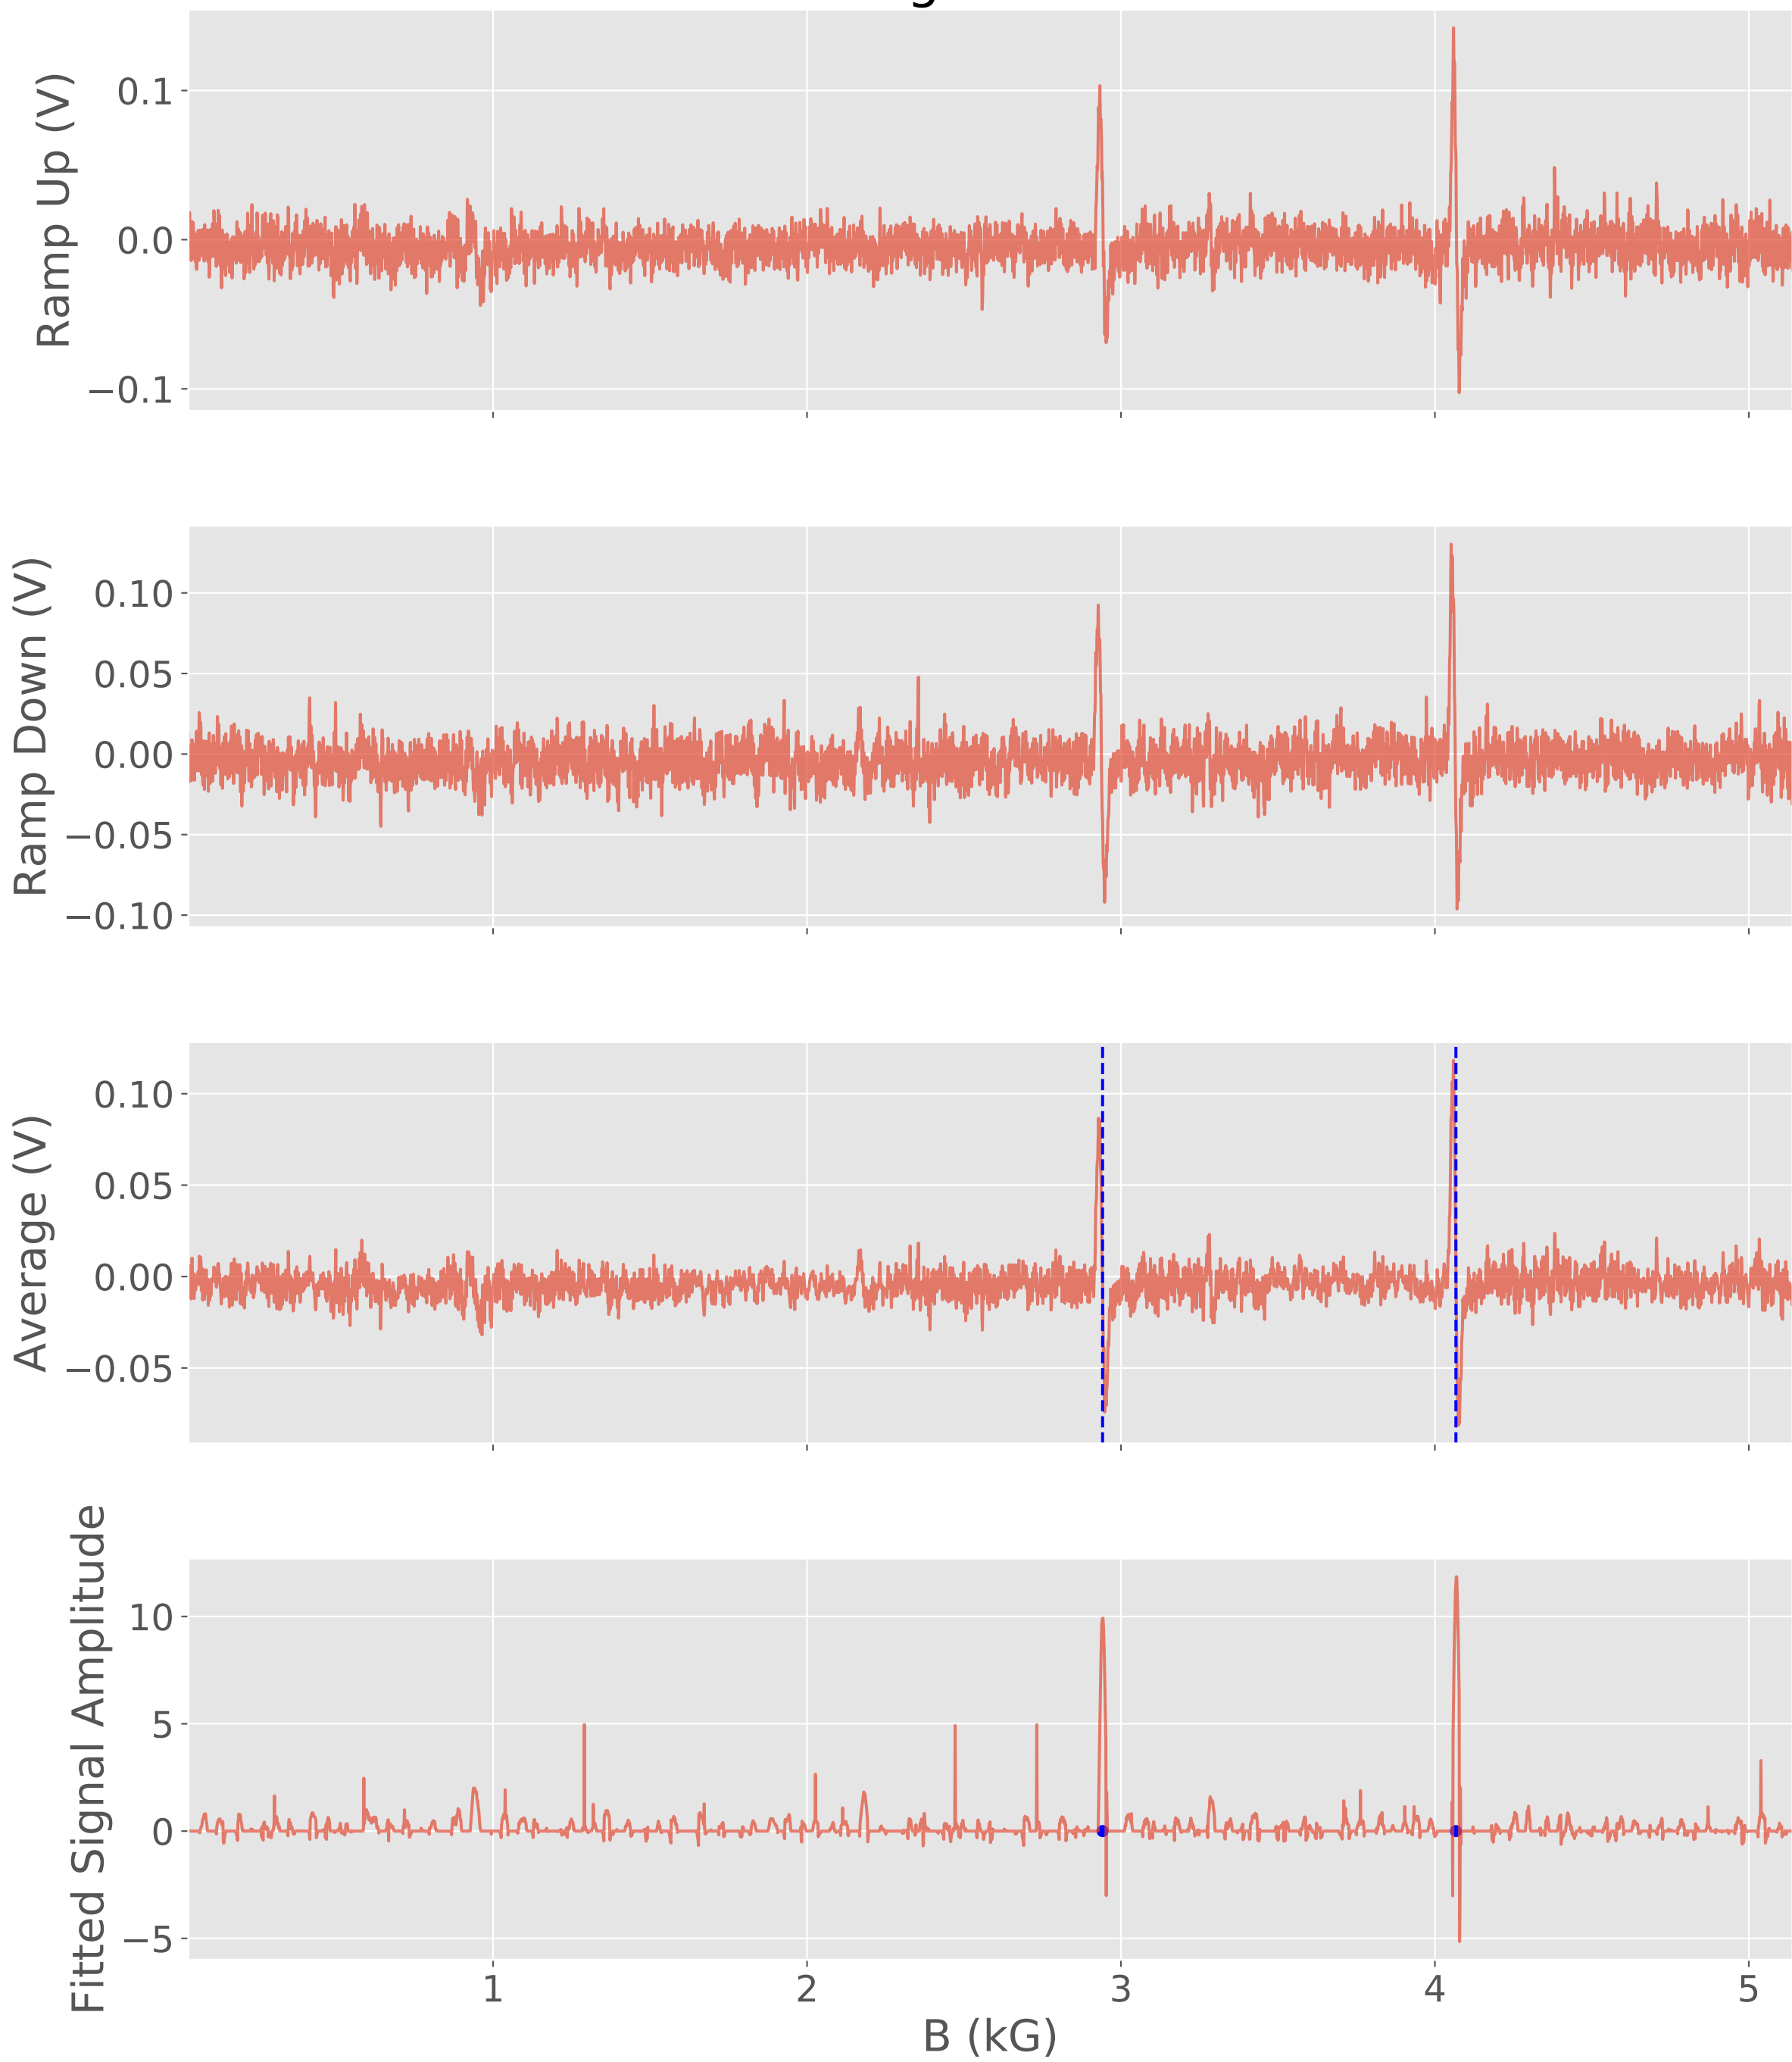 Ramp Up (V)
0.1
0.0
−0.1
Ramp Down (V)
0.10
0.05
0.00
−0.05
−0.10
Average (V)
0.10
0.05
0.00
−0.05
Fitted Signal Amplitude
10
5
0
−5
1 2 3 4 5
B (kG)